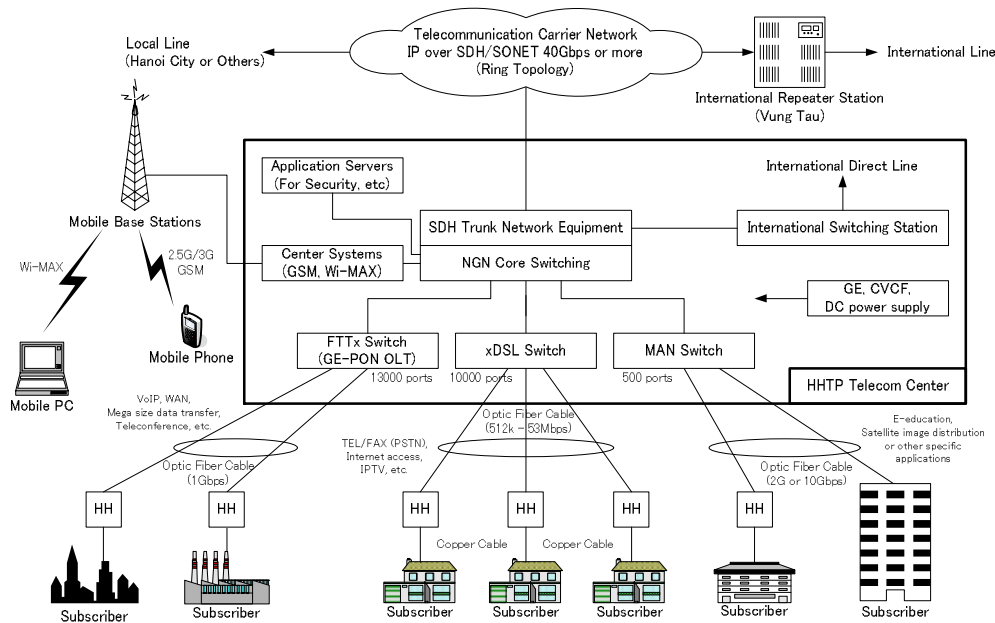 Telecommunication Carrier Network
IP over SDH/SONET 40Gbps or more
(Ring Topology)
Local Line
(Hanoi City or Others)
International Line
International Repeater Station
(Vung Tau)
Application Servers
(For Security, etc)
International Direct Line
Mobile Base Stations
SDH Trunk Network Equipment
International Switching Station
Center Systems
(GSM, Wi-MAX)
NGN Core Switching
Wi-MAX
2.5G/3G
GSM
GE, CVCF,
DC power supply
Mobile Phone
FTTx Switch
(GE-PON OLT)
xDSL Switch
MAN Switch
13000 ports
10000 ports
500 ports
HHTP Telecom Center
Mobile PC
VoIP, WAN,
Mega size data transfer,
Teleconference, etc.
Optic Fiber Cable
(512k - 53Mbps)
E-education,
Satellite image distribution
or other specific
applications
TEL/FAX (PSTN),
Internet access,
IPTV, etc.
Optic Fiber Cable
(1Gbps)
Optic Fiber Cable
(2G or 10Gbps)
HH
HH
HH
HH
HH
HH
Copper Cable
Copper Cable
Subscriber
Subscriber
Subscriber
Subscriber
Subscriber
Subscriber
Subscriber